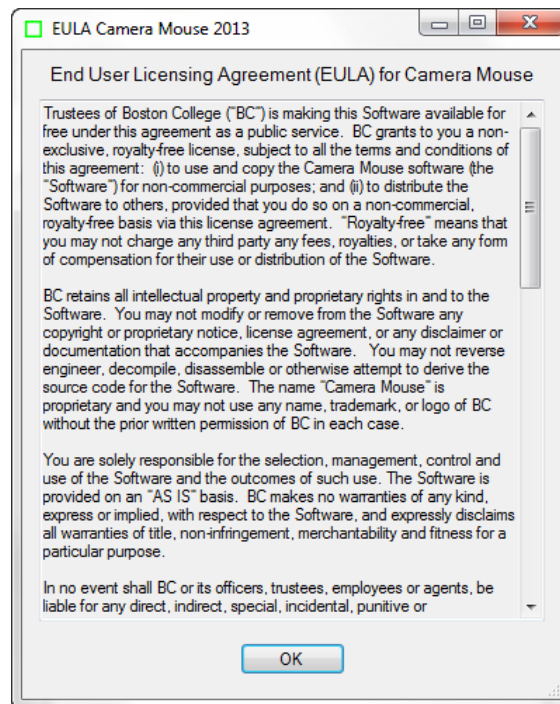 EULA Camera Mouse 2013
End User Licensing Agreement (EULA) for Camera Mouse
Trustees of Boston College ("BC") is making this Software available for
free under this agreement as a public service.  BC grants to you a non-
exclusive, royalty-free license, subject to all the terms and conditions of
this agreement:  (i) to use and copy the Camera Mouse software (the
"Software") for non-commercial purposes; and (ii) to distribute the
Software to others, provided that you do so on a non-commercial,
royalty-free basis via this license agreement.  "Royalty-free" means that
you may not charge any third party any fees, royalties, or take any form
of compensation for their use or distribution of the Software.
BC retains all intellectual property and proprietary rights in and to the
Software.  You may not modify or remove from the Software any
copyright or proprietary notice, license agreement, or any disclaimer or
documentation that accompanies the Software.   You may not reverse
engineer, decompile, disassemble or otherwise attempt to derive the
source code for the Software.  The name "Camera Mouse" is
proprietary and you may not use any name, trademark, or logo of BC
without the prior written permission of BC in each case.
You are solely responsible for the selection, management, control and
use of the Software and the outcomes of such use. The Software is
provided on an "AS IS" basis.  BC makes no warranties of any kind,
express or implied, with respect to the Software, and expressly disclaims
all warranties of title, non-infringement, merchantability and fitness for a
particular purpose.
In no event shall BC or its officers, trustees, employees or agents, be
liable for any direct, indirect, special, incidental, punitive or
OK